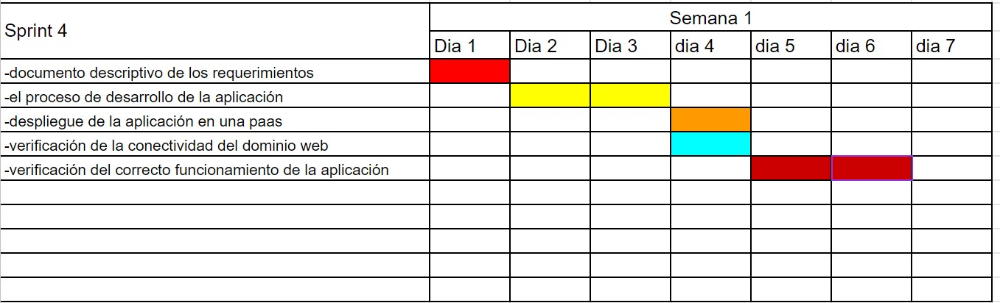 Sprint 4
Semana 1
Dia 1 Dia 2 Dia 3 dia 4 dia 5 dia 6 dia 7
-documento descriptivo de los requerimientos
-el proceso de desarrollo de la aplicación
-despliegue de la aplicación en una paas
-verificación de la conectividad del dominio web
-verificación del correcto funcionamiento de la aplicación